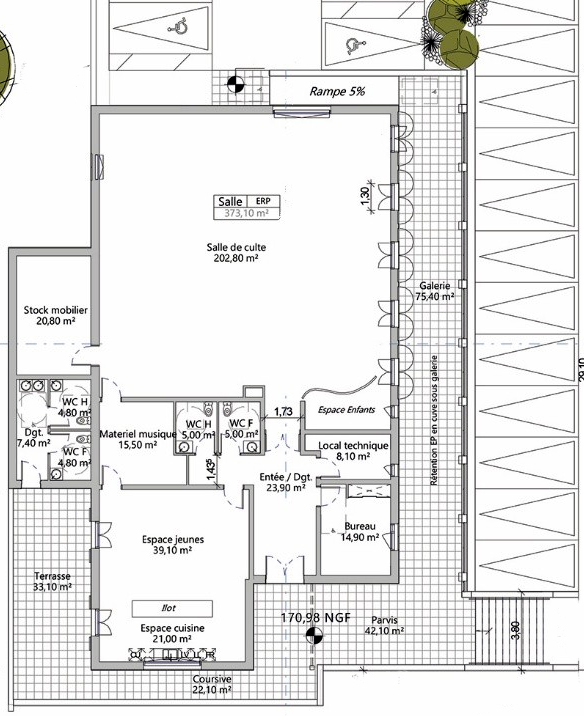 Rampe 5%
Salle ERP
373,10 m²
1,30
Salle de culte
202,80 m²
Galerie
75,40 m²
Stock mobilier
20,80 m²
Rétention EP en cuve sous galerie
29,10
WC H
4,80 m²
Dgt.
7,40 m²
WC F
4,80 m²
Materiel musique
15,50 m²
WC H
5,00 m²
WC F
5,00 m²
1,73
Espace Enfants
1,43⁵
Local technique
8,10 m²
Entée / Dgt.
23,90 m²
Bureau
14,90 m²
Espace jeunes
39,10 m²
Terrasse
33,10 m²
Ilot
Espace cuisine
21,00 m²
170,98 NGF
Parvis
42,10 m²
3,80
Coursive
22,10 m²